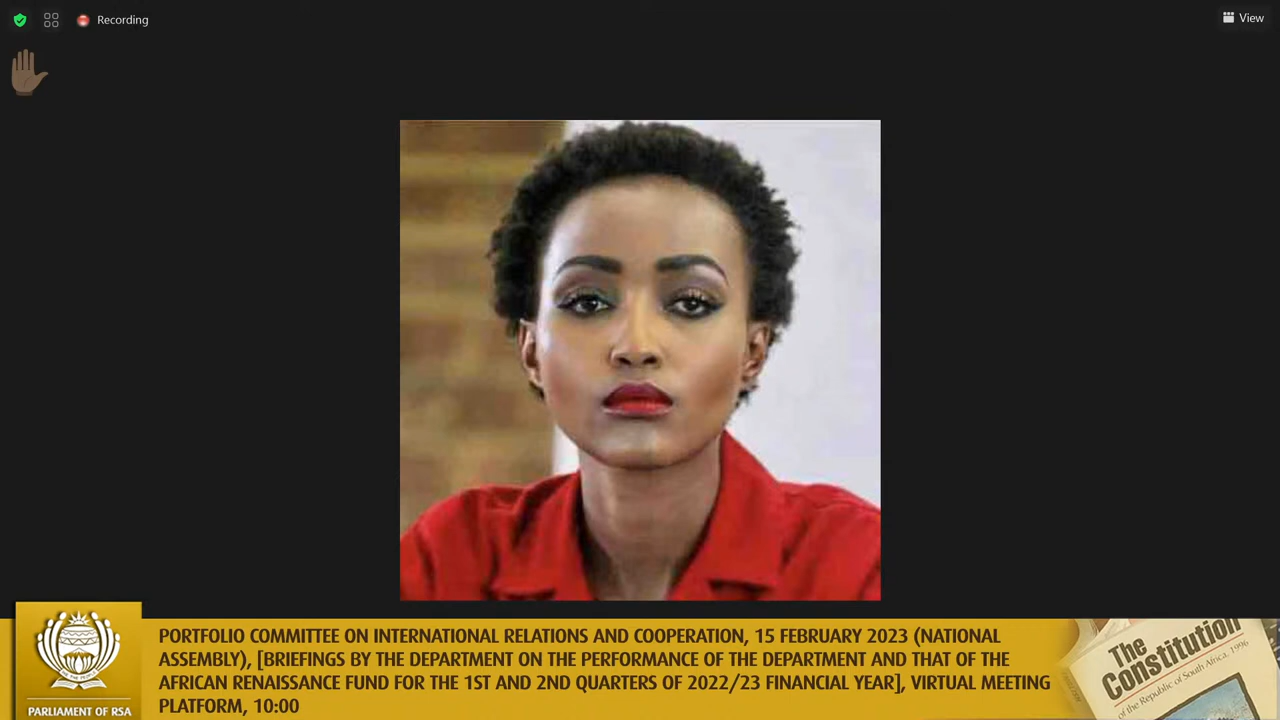 Recording
View
PORTFOLIO COMMITTEE ON INTERNATIONAL RELATIONS AND COOPERATION, 15 FEBRUARY 2023 (NATIONAL
ASSEMBLY), [BRIEFINGS BY THE DEPARTMENT ON THE PERFORMANCE OF THE DEPARTMENT AND THAT OF THE
AFRICAN RENAISSANCE FUND FOR THE 1ST AND 2ND QUARTERS OF 2022/23 FINANCIAL YEAR], VIRTUAL MEETING
PLATFORM, 10:00
PARLIAMENT OF RSA
The
Constitution
of the Republic of South Africa, 1996